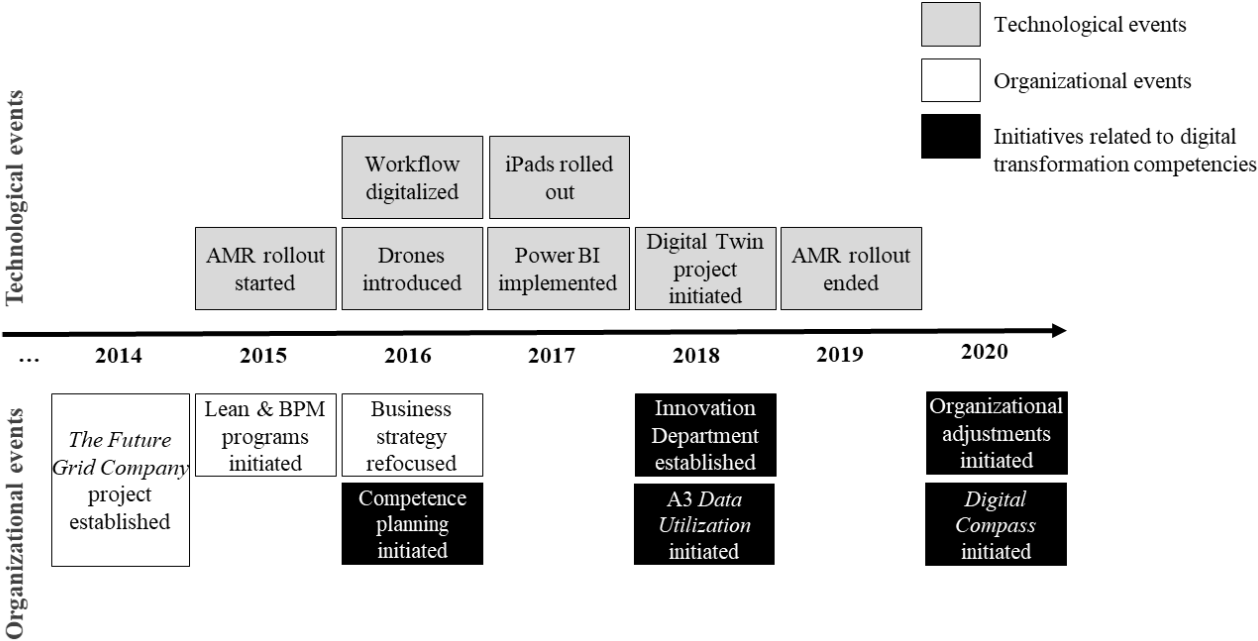 Technological events
Organizational events
Initiatives related to digital
transformation competencies
Technological events
Workflow
digitalized
iPads rolled
out
AMR rollout
started
Drones
introduced
Power BI
implemented
Digital Twin
project
initiated
AMR rollout
ended
... 2014 2015 2016 2017 2018 2019 2020
Organizational events
The Future
Grid Company
project
established
Lean & BPM
programs
initiated
Business
strategy
refocused
Competence
planning
initiated
Innovation
Department
established
A3 Data
Utilization
initiated
Organizational
adjustments
initiated
Digital
Compass
initiated